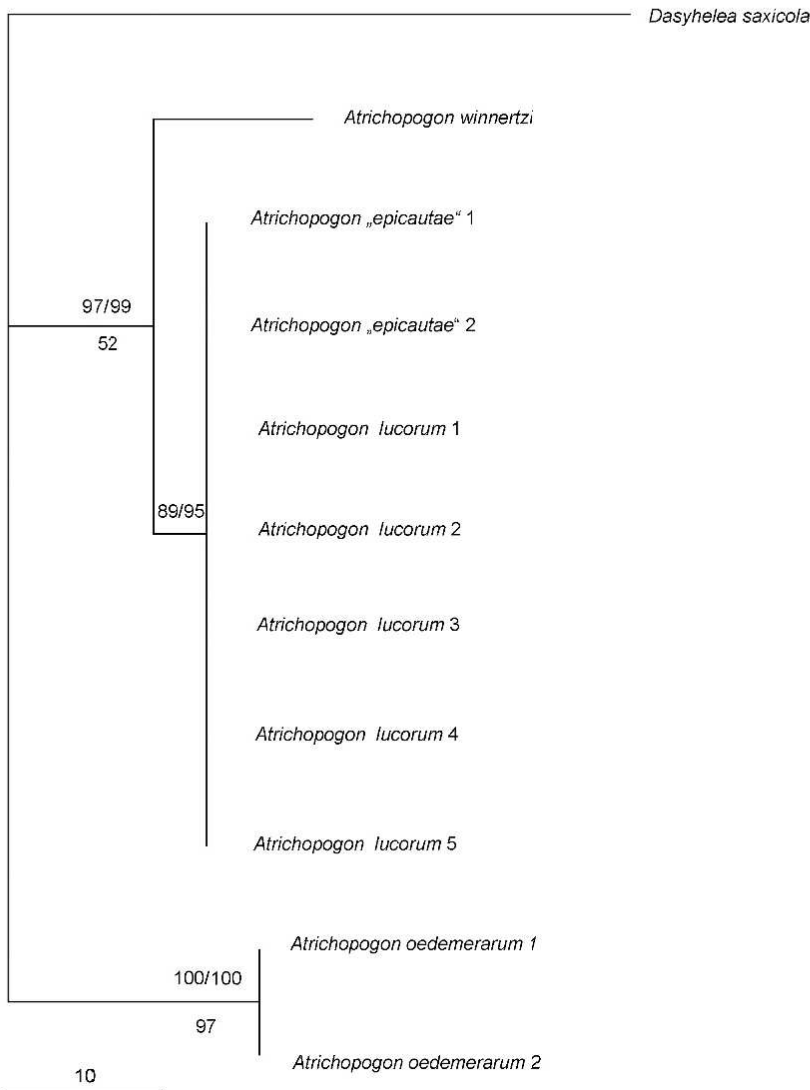 Dasyhelea saxicola
Atrichopogon winnertzi
Atrichopogon „epicautae“ 1
97/99
Atrichopogon „epicautae“ 2
52
Atrichopogon lucorum 1
89/95
Atrichopogon lucorum 2
Atrichopogon lucorum 3
Atrichopogon lucorum 4
Atrichopogon lucorum 5
Atrichopogon oedemerarum 1
100/100
97
Atrichopogon oedemerarum 2
10